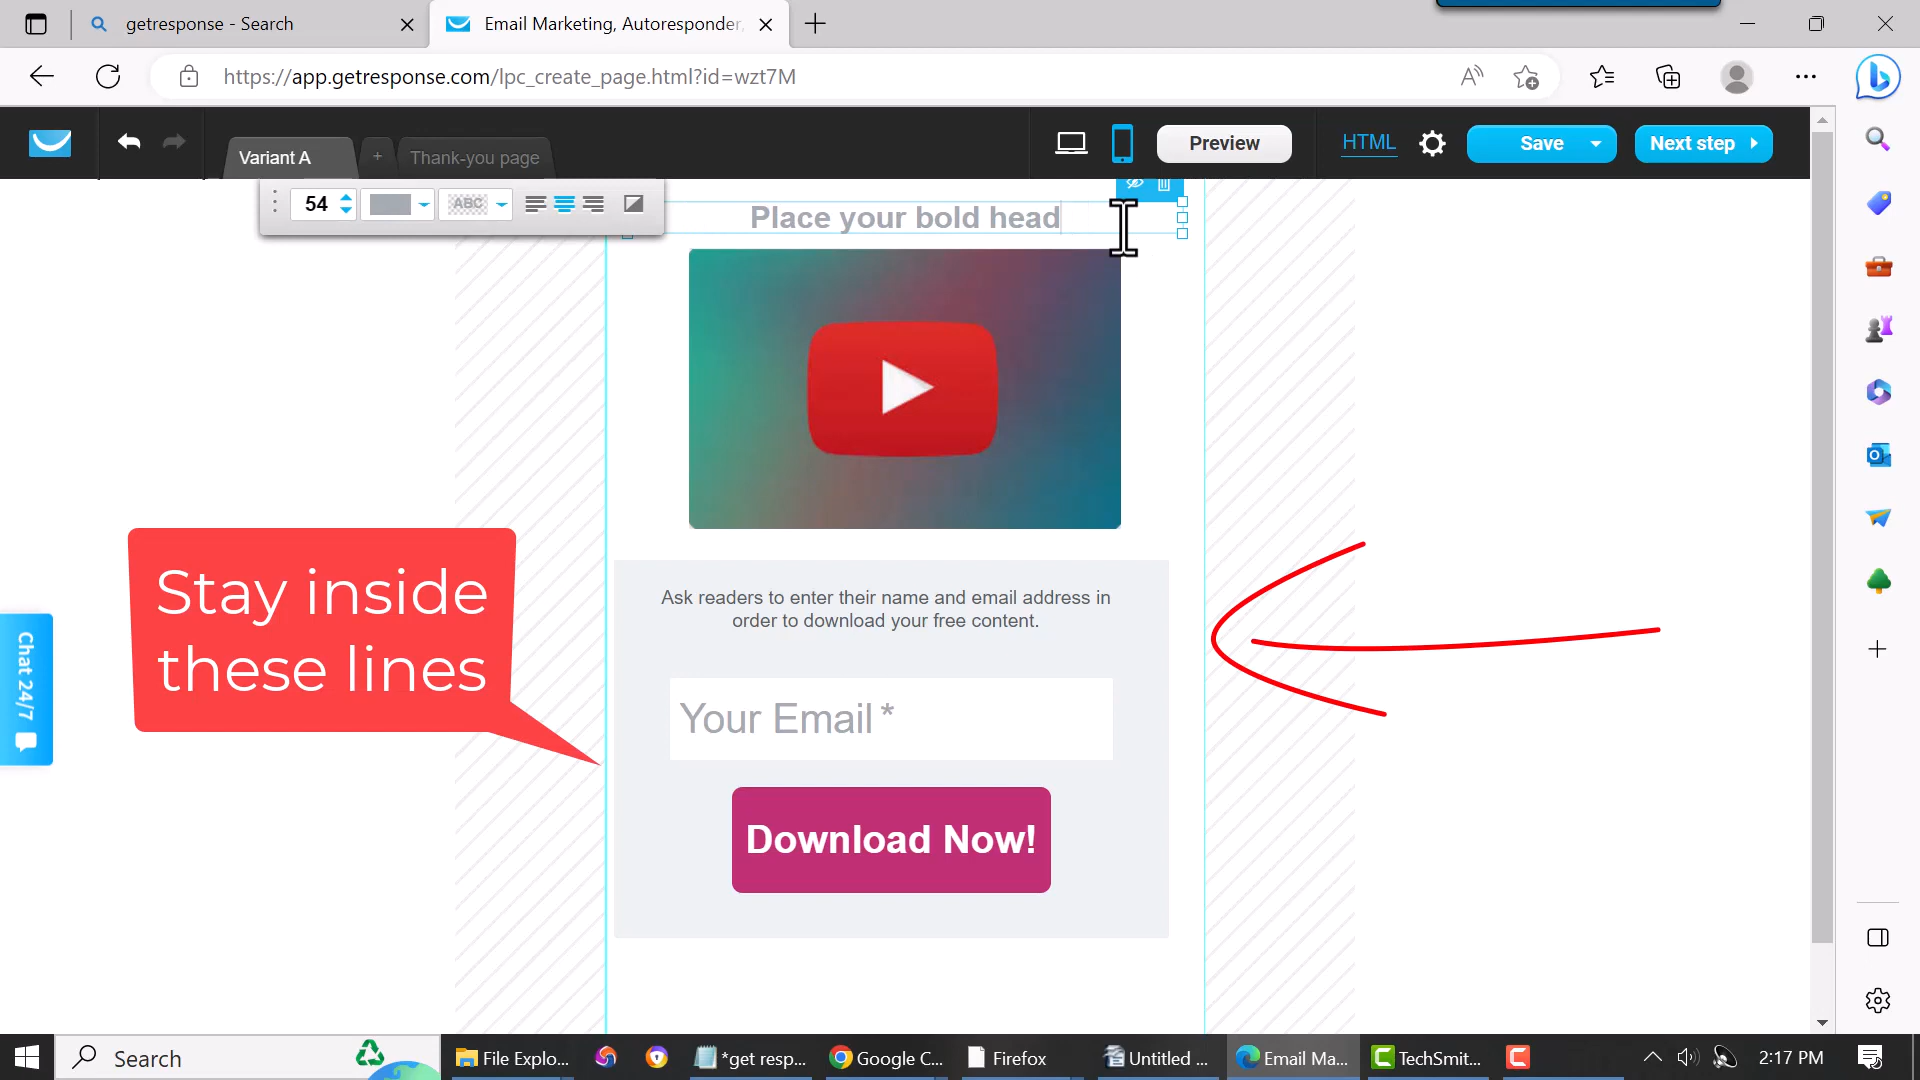 getresponse - Search
Email Marketing, Autoresponder,
https://app.getresponse.com/lpc_create_page.html?id=wzt7M
Variant A
+
Thank-you page
Preview
HTML
Save
Next step
54
ABC
Place your bold head
Stay inside
these lines
Ask readers to enter their name and email address in
order to download your free content.
Your Email *
Download Now!
Chat 24/7
Search
File Explo...
*get resp...
Google C...
Firefox
Untitled ...
Email Ma...
TechSmit...
2:17 PM